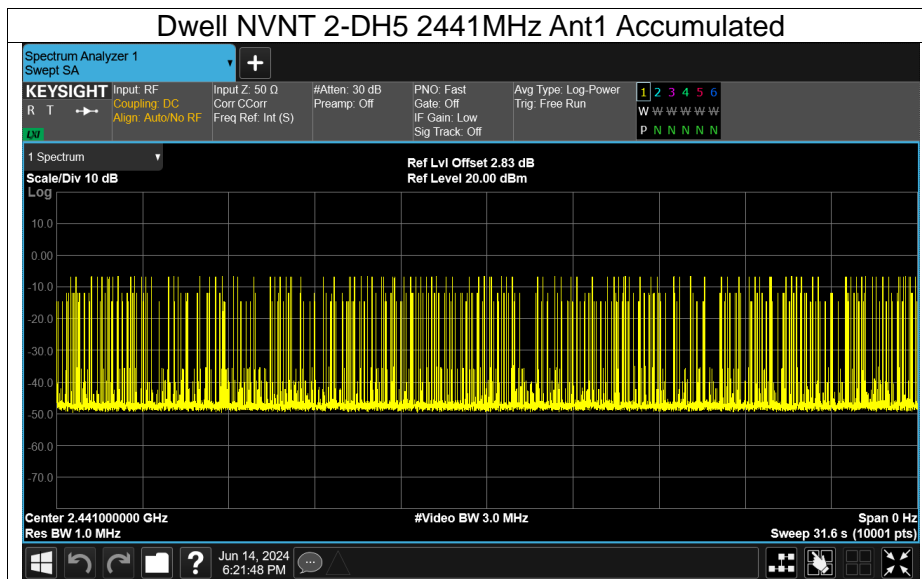 Dwell NVNT 2-DH5 2441MHz Ant1 Accumulated
Spectrum Analyzer 1
Swept SA
+
KEYSIGHT
R T
LXI
Input: RF
Coupling: DC
Align: Auto/No RF
Input Z: 50 Ω
Corr CCorr
Freq Ref: Int (S)
#Atten: 30 dB
Preamp: Off
PNO: Fast
Gate: Off
IF Gain: Low
Sig Track: Off
Avg Type: Log-Power
Trig: Free Run
1 2 3 4 5 6
W W W W W W
P N N N N N
1 Spectrum
Scale/Div 10 dB
Ref Lvl Offset 2.83 dB
Ref Level 20.00 dBm
Log
10.0
0.00
-10.0
-20.0
-30.0
-40.0
-50.0
-60.0
-70.0
Center 2.441000000 GHz
#Video BW 3.0 MHz
Span 0 Hz
Res BW 1.0 MHz
Sweep 31.6 s (10001 pts)
?
Jun 14, 2024
6:21:48 PM